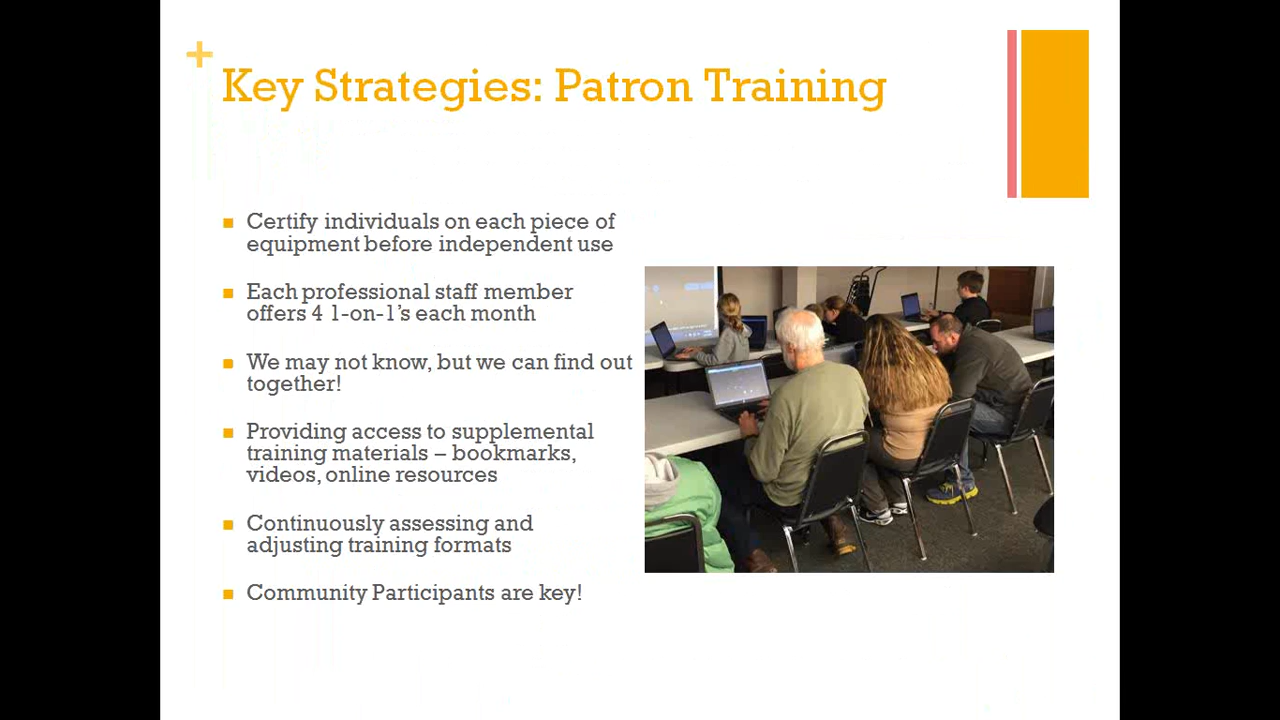 +
Key Strategies: Patron Training
Certify individuals on each piece of
equipment before independent use
Each professional staff member
offers 4 1-on-1's each month
We may not know, but we can find out
together!
Providing access to supplemental
training materials – bookmarks,
videos, online resources
Continuously assessing and
adjusting training formats
Community Participants are key!